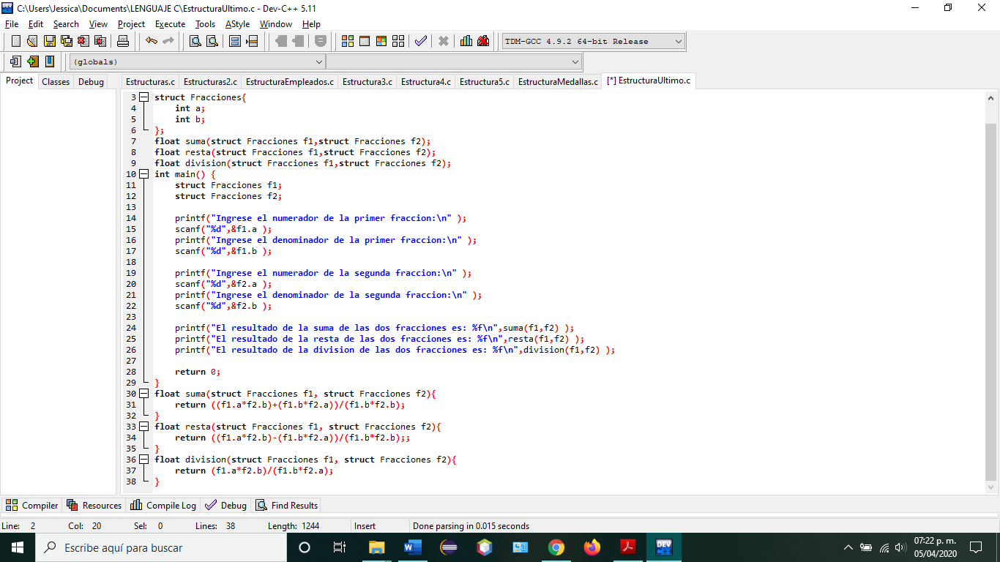 C:\Users\Jessica\Documents\LENGUAJE C\EstructuraUltimo.c - Dev-C++ 5.11
File Edit Search View Project Execute Tools AStyle Window Help
TDM-GCC 4.9.2 64-bit Release
(globals)
Project Classes Debug Estructuras.c Estructuras2.c EstructuraEmpleados.c Estructura3.c Estructura4.c Estructura5.c EstructuraMedallas.c [*] EstructuraUltimo.c
3 struct Fracciones{
4 int a;
5 int b;
6 };
7 float suma(struct Fracciones f1,struct Fracciones f2);
8 float resta(struct Fracciones f1,struct Fracciones f2);
9 float division(struct Fracciones f1,struct Fracciones f2);
10 int main() {
11 struct Fracciones f1;
12 struct Fracciones f2;
13
14 printf("Ingrese el numerador de la primer fraccion:\n" );
15 scanf("%d",&f1.a );
16 printf("Ingrese el denominador de la primer fraccion:\n" );
17 scanf("%d",&f1.b );
18
19 printf("Ingrese el numerador de la segunda fraccion:\n" );
20 scanf("%d",&f2.a );
21 printf("Ingrese el denominador de la segunda fraccion:\n" );
22 scanf("%d",&f2.b );
23
24 printf("El resultado de la suma de las dos fracciones es: %f\n",suma(f1,f2) );
25 printf("El resultado de la resta de las dos fracciones es: %f\n",resta(f1,f2) );
26 printf("El resultado de la division de las dos fracciones es: %f\n",division(f1,f2) );
27
28 return 0;
29 }
30 float suma(struct Fracciones f1, struct Fracciones f2){
31 return ((f1.a*f2.b)+(f1.b*f2.a))/(f1.b*f2.b);
32 }
33 float resta(struct Fracciones f1, struct Fracciones f2){
34 return ((f1.a*f2.b)-(f1.b*f2.a))/(f1.b*f2.b);;
35 }
36 float division(struct Fracciones f1, struct Fracciones f2){
37 return (f1.a*f2.b)/(f1.b*f2.a);
38 }
Compiler Resources Compile Log Debug Find Results
Line: 2 Col: 20 Sel: 0 Lines: 38 Length: 1244 Insert Done parsing in 0.015 seconds
Escribe aquí para buscar
07:22 p. m.
05/04/2020